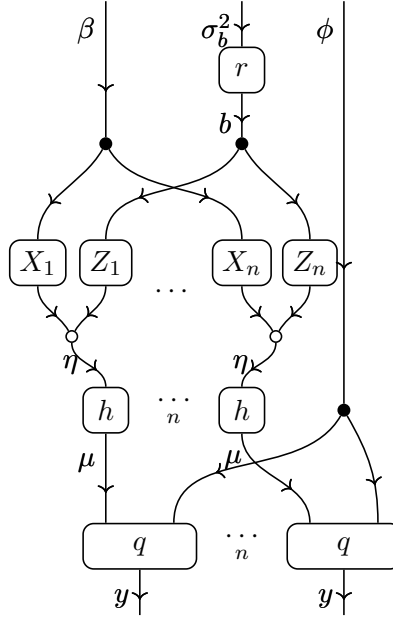 β σ_b^2 φ
r
b
X_1 Z_1 ... X_n Z_n
η η
h ... n h
μ μ
q ... n q
y y